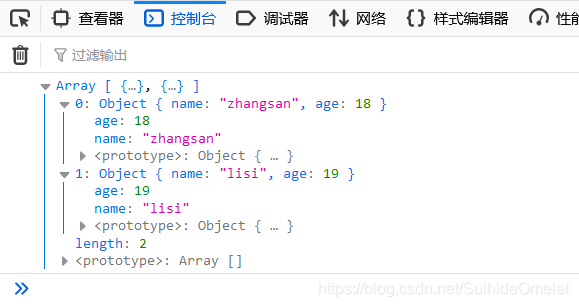 查看器 控制台 调试器 网络 样式编辑器 性能
过滤输出
Array [ {…}, {…} ]
0: Object { name: "zhangsan", age: 18 }
age: 18
name: "zhangsan"
<prototype>: Object { … }
1: Object { name: "lisi", age: 19 }
age: 19
name: "lisi"
<prototype>: Object { … }
length: 2
<prototype>: Array []
https://blog.csdn.net/SuihideOmelet